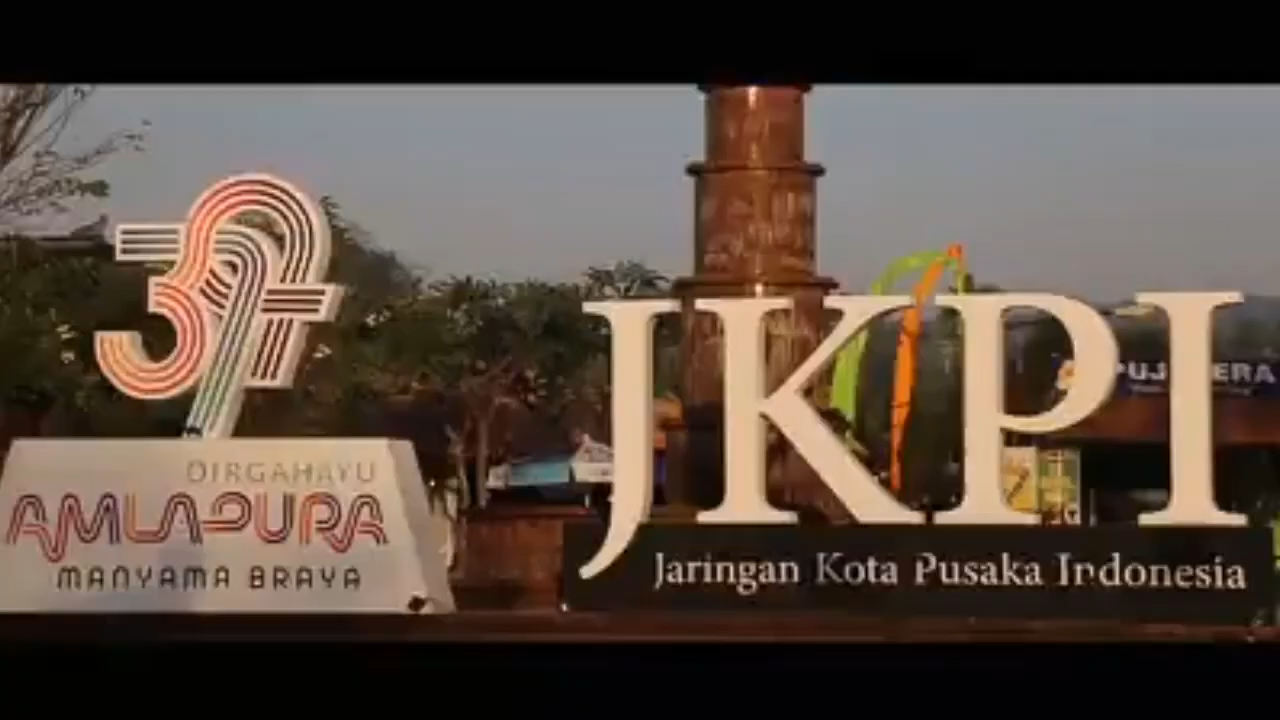 DIRGAHAYU
AMLAPURA
MANYAMA BRAYA
JKPI
Jaringan Kota Pusaka Indonesia